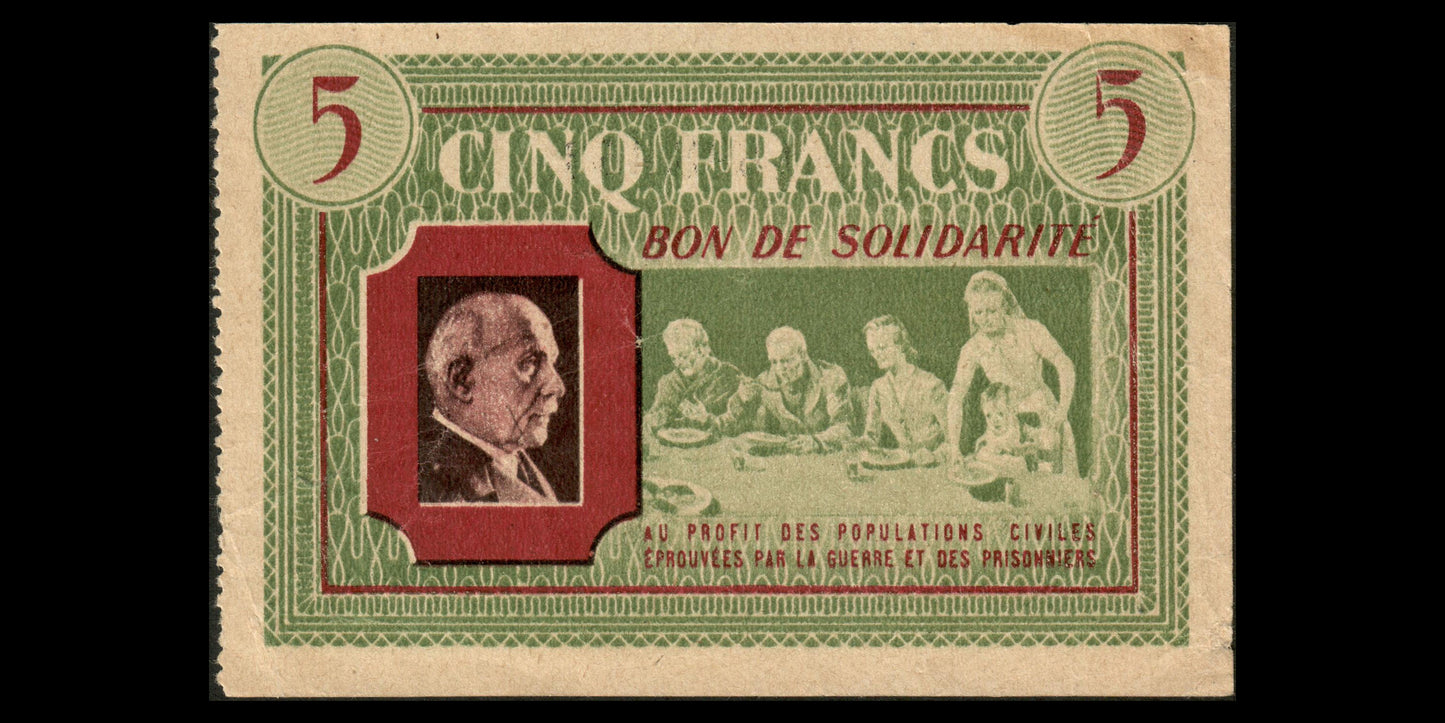 5 5
CINQ FRANCS
BON DE SOLIDARITÉ
AU PROFIT DES POPULATIONS CIVILES
ÉPROUVÉES PAR LA GUERRE ET DES PRISONNIERS